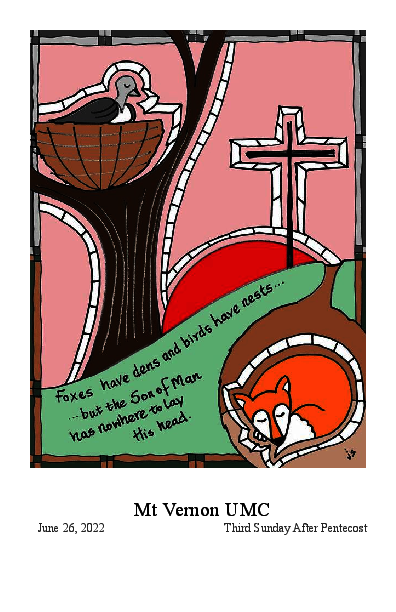 Foxes have dens and birds have nests...
...but the Son of Man
has nowhere to lay
His head.
js
Mt Vernon UMC
June 26, 2022 Third Sunday After Pentecost